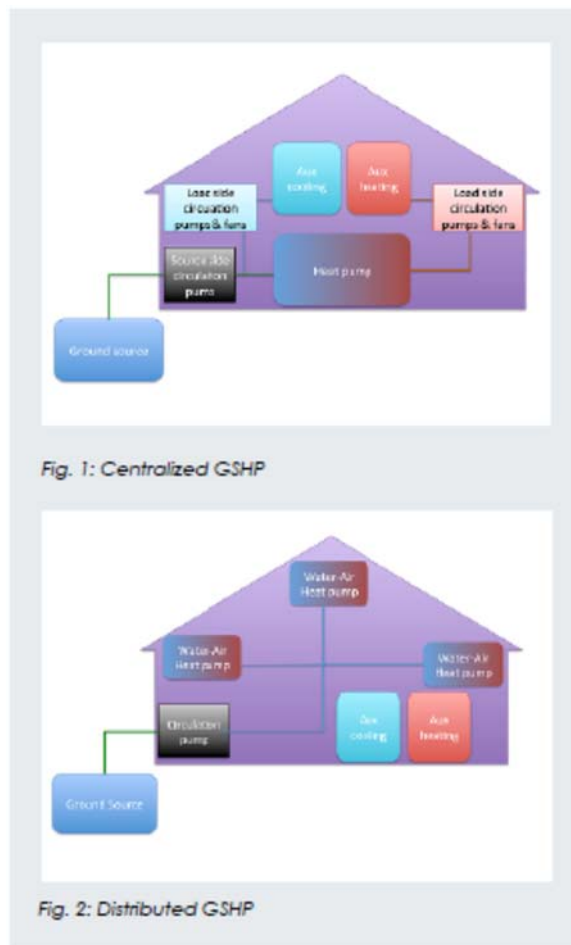 Aux
cooling
Aux
heating
Load side
circulation
pumps & fans
Load side
circulation
pumps & fans
Source side
circulation
pums
Heat pump
Ground source
Fig. 1: Centralized GSHP
Water-Air
Heat pump
Water-Air
Heat pump
Water-Air
Heat pump
Circulation
pump
Aux
cooling
Aux
heating
Ground Source
Fig. 2: Distributed GSHP